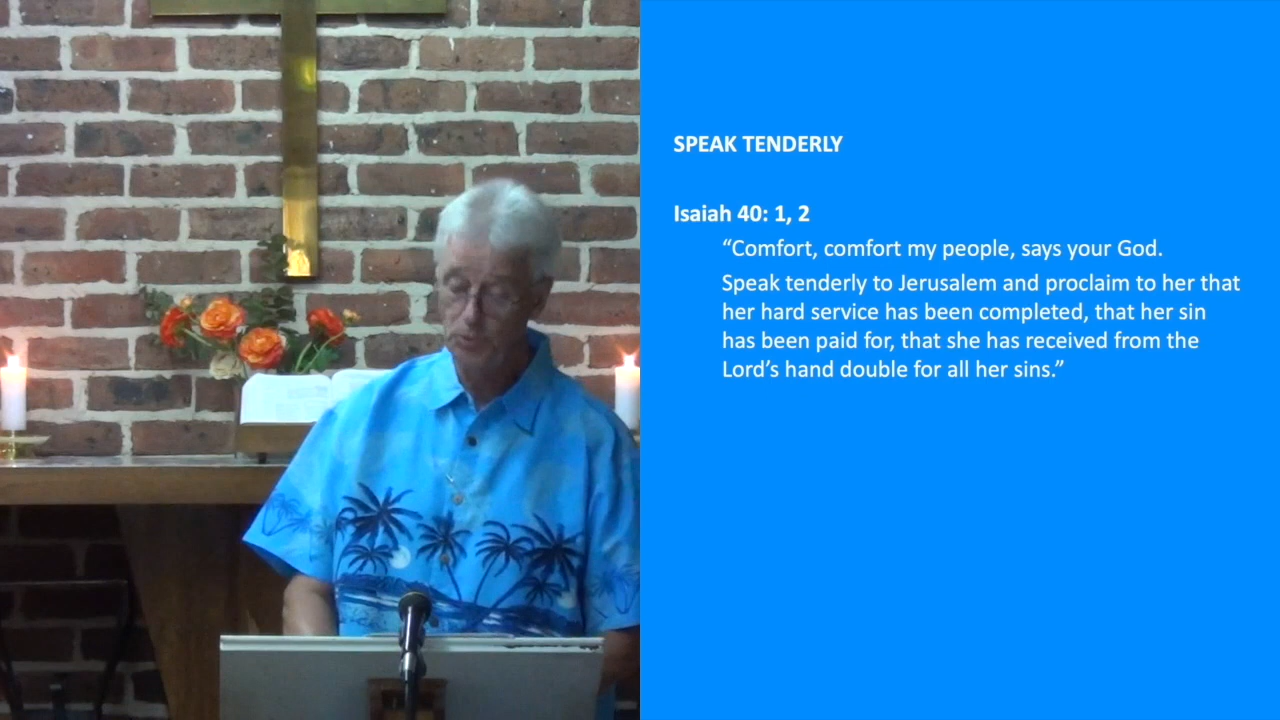 SPEAK TENDERLY
Isaiah 40: 1, 2
“Comfort, comfort my people, says your God.
Speak tenderly to Jerusalem and proclaim to her that
her hard service has been completed, that her sin
has been paid for, that she has received from the
Lord’s hand double for all her sins.”